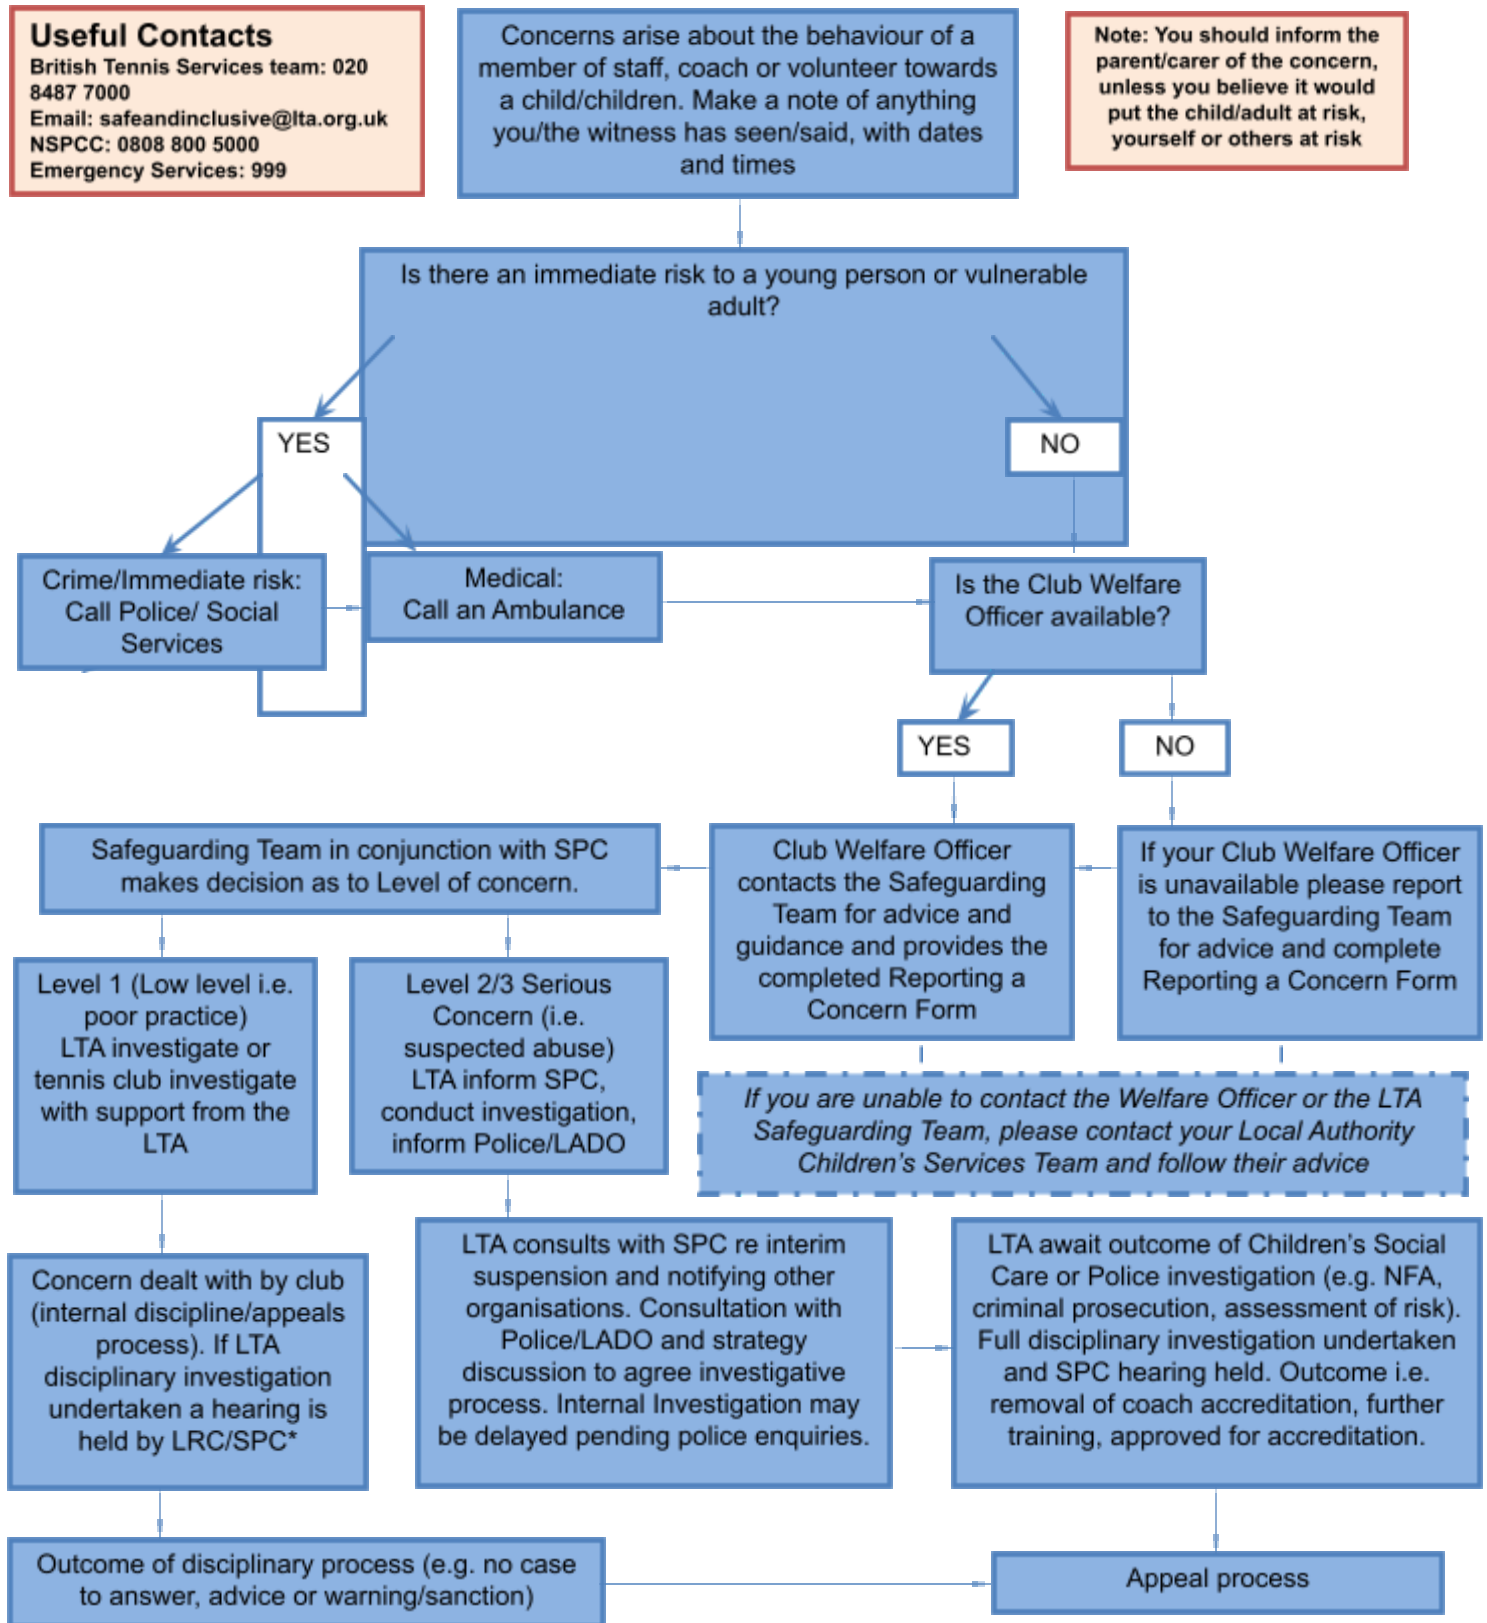 Useful Contacts
British Tennis Services team: 020
8487 7000
Email: safeandinclusive@lta.org.uk
NSPCC: 0808 800 5000
Emergency Services: 999
Concerns arise about the behaviour of a
member of staff, coach or volunteer towards
a child/children. Make a note of anything
you/the witness has seen/said, with dates
and times
Note: You should inform the
parent/carer of the concern,
unless you believe it would
put the child/adult at risk,
yourself or others at risk
Is there an immediate risk to a young person or vulnerable
adult?
YES
NO
Crime/Immediate risk:
Call Police/ Social
Services
Medical:
Call an Ambulance
Is the Club Welfare
Officer available?
YES
NO
Safeguarding Team in conjunction with SPC
makes decision as to Level of concern.
Club Welfare Officer
contacts the Safeguarding
Team for advice and
guidance and provides the
completed Reporting a
Concern Form
If your Club Welfare Officer
is unavailable please report
to the Safeguarding Team
for advice and complete
Reporting a Concern Form
Level 1 (Low level i.e.
poor practice)
LTA investigate or
tennis club investigate
with support from the
LTA
Level 2/3 Serious
Concern (i.e.
suspected abuse)
LTA inform SPC,
conduct investigation,
inform Police/LADO
If you are unable to contact the Welfare Officer or the LTA
Safeguarding Team, please contact your Local Authority
Children's Services Team and follow their advice
Concern dealt with by club
(internal discipline/appeals
process). If LTA
disciplinary investigation
undertaken a hearing is
held by LRC/SPC*
LTA consults with SPC re interim
suspension and notifying other
organisations. Consultation with
Police/LADO and strategy
discussion to agree investigative
process. Internal Investigation may
be delayed pending police enquiries.
LTA await outcome of Children's Social
Care or Police investigation (e.g. NFA,
criminal prosecution, assessment of risk).
Full disciplinary investigation undertaken
and SPC hearing held. Outcome i.e.
removal of coach accreditation, further
training, approved for accreditation.
Outcome of disciplinary process (e.g. no case
to answer, advice or warning/sanction)
Appeal process